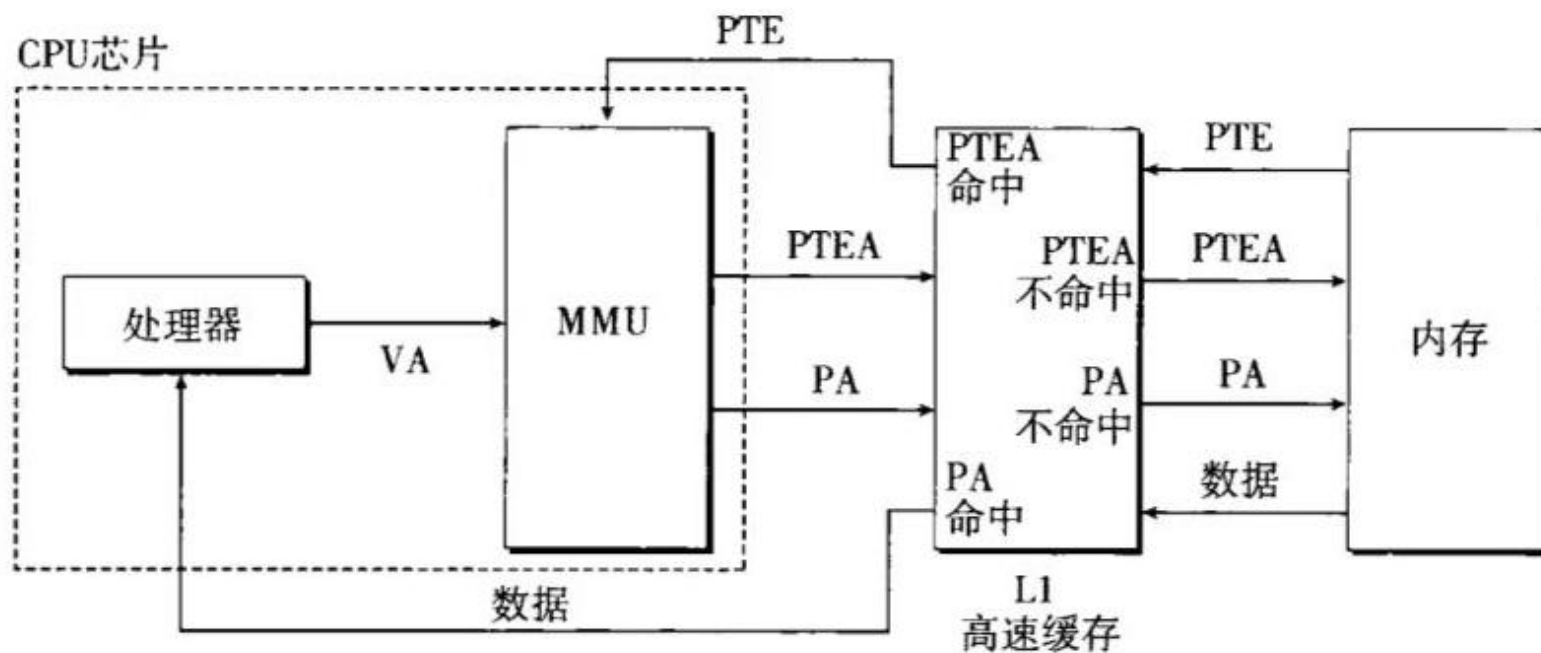 PTE
CPU芯片
PTEA
命中
PTE
PTEA
PTEA
不命中
PTEA
处理器
MMU
内存
VA
PA
PA
不命中
PA
PA
命中
数据
数据
L1
高速缓存